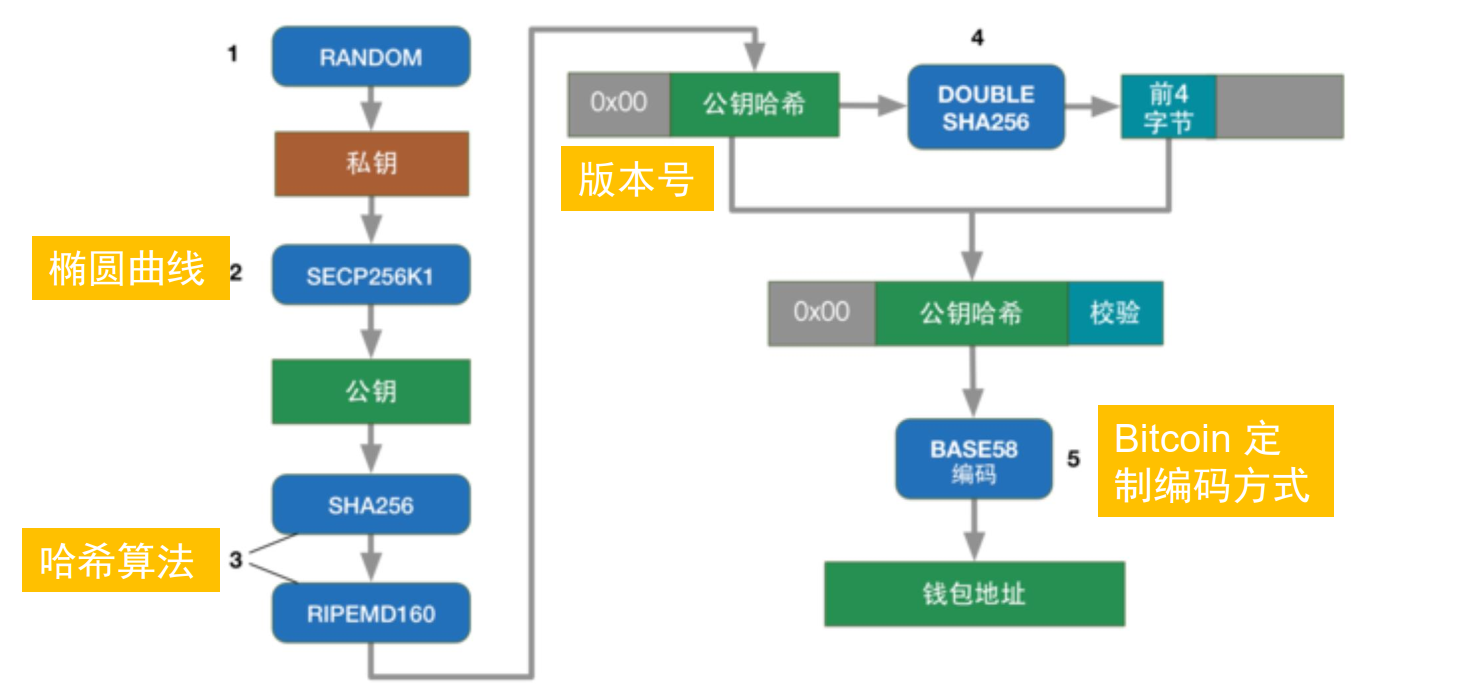 1
RANDOM
私钥
椭圆曲线
2
SECP256K1
公钥
SHA256
哈希算法
3
RIPEMD160
0x00
公钥哈希
版本号
4
DOUBLE
SHA256
前4
字节
0x00
公钥哈希
校验
BASE58
编码
5
Bitcoin 定
制编码方式
钱包地址